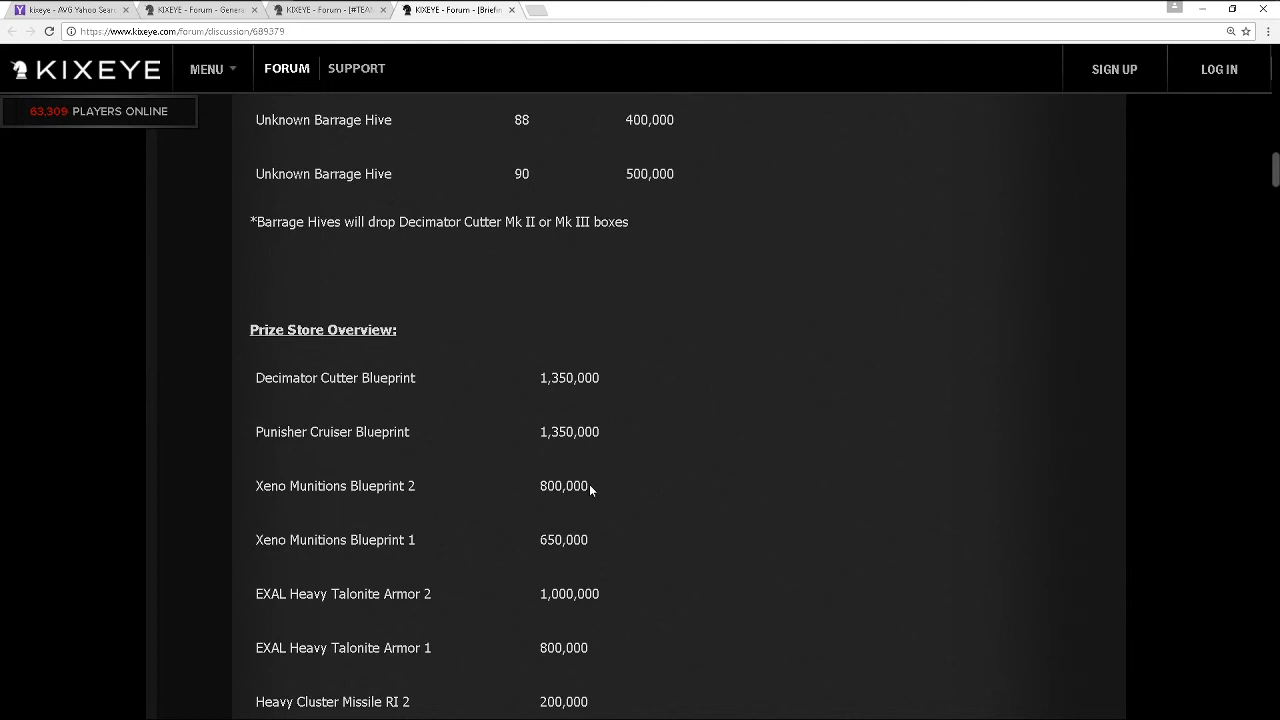 kixeye - AVG Yahoo Sear
KIXEYE - Forum - Genera
KIXEYE - Forum - [#TEAM
KIXEYE - Forum - [Briefin
https://www.kixeye.com/forum/discussion/689379
KIXEYE
MENU
FORUM
SUPPORT
SIGN UP
LOG IN
63,309 PLAYERS ONLINE
Unknown Barrage Hive 88 400,000
Unknown Barrage Hive 90 500,000
*Barrage Hives will drop Decimator Cutter Mk II or Mk III boxes
Prize Store Overview:
Decimator Cutter Blueprint 1,350,000
Punisher Cruiser Blueprint 1,350,000
Xeno Munitions Blueprint 2 800,000
Xeno Munitions Blueprint 1 650,000
EXAL Heavy Talonite Armor 2 1,000,000
EXAL Heavy Talonite Armor 1 800,000
Heavy Cluster Missile RI 2 200,000